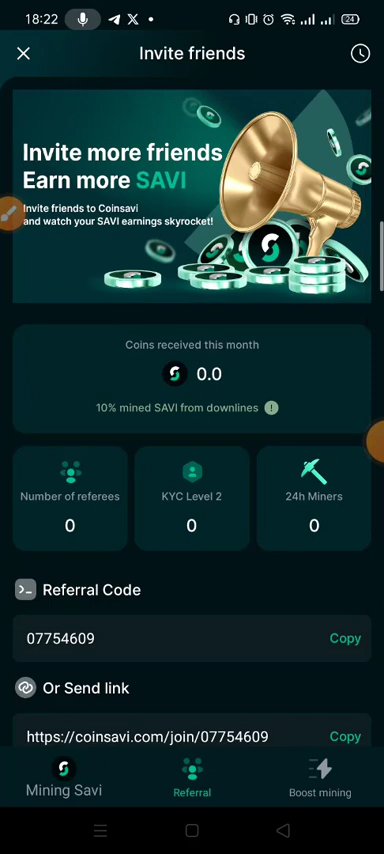 18:22
24
Invite friends
Invite more friends
Earn more SAVI
Invite friends to Coinsavi
and watch your SAVI earnings skyrocket!
Coins received this month
0.0
10% mined SAVI from downlines
Number of referees
KYC Level 2
24h Miners
0
0
0
Referral Code
07754609
Copy
Or Send link
https://coinsavi.com/join/07754609
Copy
Mining Savi
Referral
Boost mining